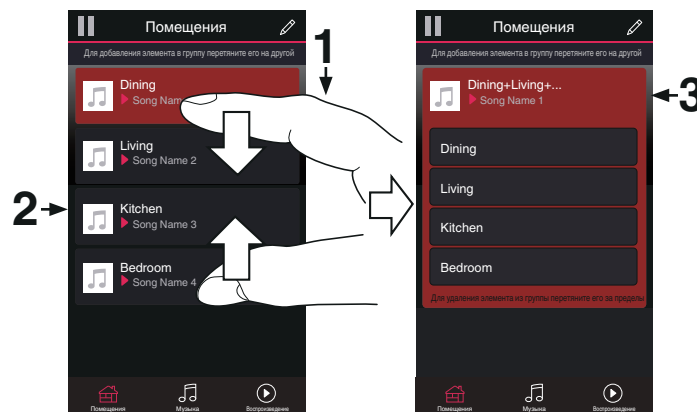 Помещения
Для добавления элемента в группу перетяните его на другой
1
Dining
Song Nam
Living
Song Name 2
2
Kitchen
Song Name 3
Bedroom
Song Name 4
Помещения
Музыка
Воспроизведение
Помещения
Для добавления элемента в группу перетяните его на другой
Dining+Living+...
Song Name 1
3
Dining
Living
Kitchen
Bedroom
Для удаления элемента из группы перетяните его за пределы
Помещения
Музыка
Воспроизведение